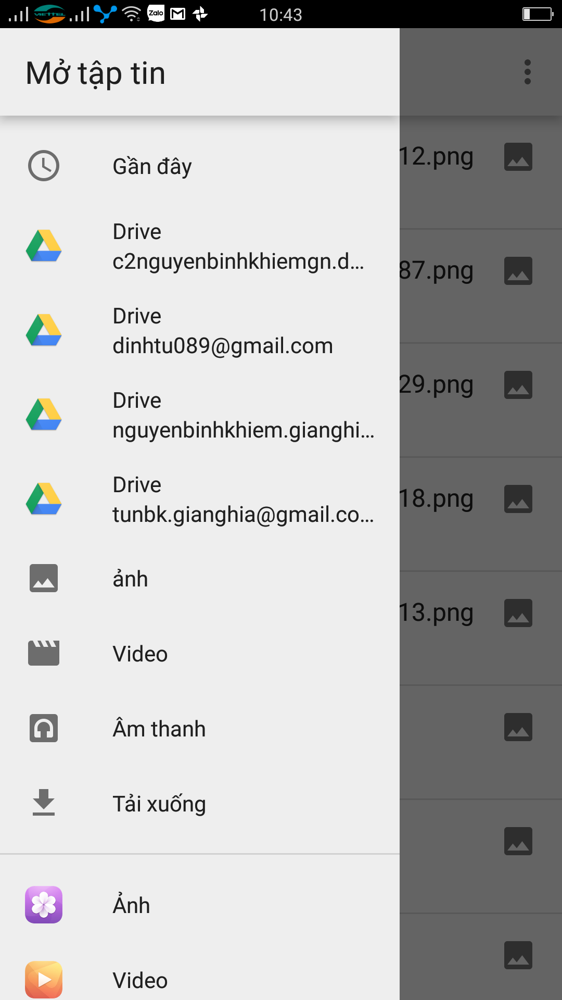 VIETTEL
Zalo
10:43
Mở tập tin
Gần đây
Drive
c2nguyenbinhkhiemgn.d...
Drive
dinhtu089@gmail.com
Drive
nguyenbinhkhiem.gianghi...
Drive
tunbk.gianghia@gmail.co...
ảnh
Video
Âm thanh
Tải xuống
Ảnh
Video
12.png
87.png
29.png
18.png
13.png